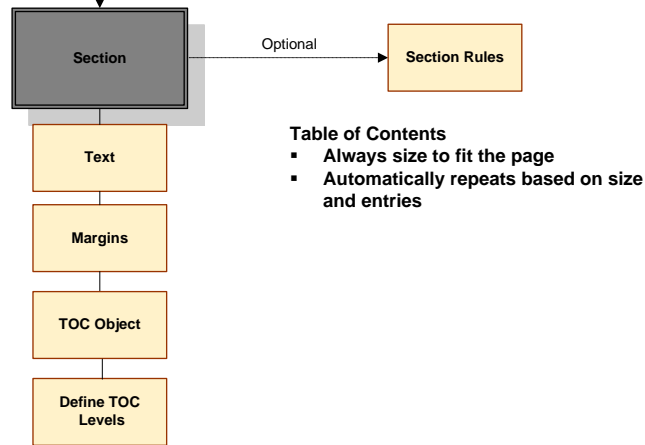 Optional
Section
Section Rules
Table of Contents
▪ Always size to fit the page
▪ Automatically repeats based on size
and entries
Text
Margins
TOC Object
Define TOC
Levels